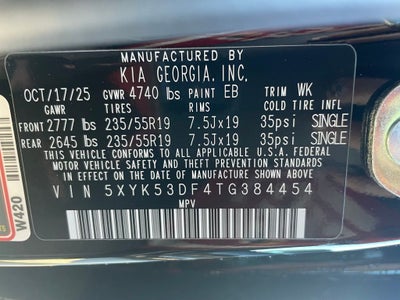 MANUFACTURED BY
KIA GEORGIA, INC.
OCT/17/25 GVWR 4740 lbs PAINT EB TRIM WK
GAWR TIRES RIMS COLD TIRE INFL
FRONT 2777 lbs 235/55R19 7.5Jx19 35psi SINGLE
REAR 2645 lbs 235/55R19 7.5Jx19 35psi SINGLE
THIS VEHICLE CONFORMS TO ALL APPLICABLE U.S.A. FEDERAL
MOTOR VEHICLE SAFETY AND THEFT PREVENTION STANDARDS
IN EFFECT ON THE DATE OF MANUFACTURE SHOWN ABOVE.
VIN 5XYK53DF4TG384454
MPV
W420